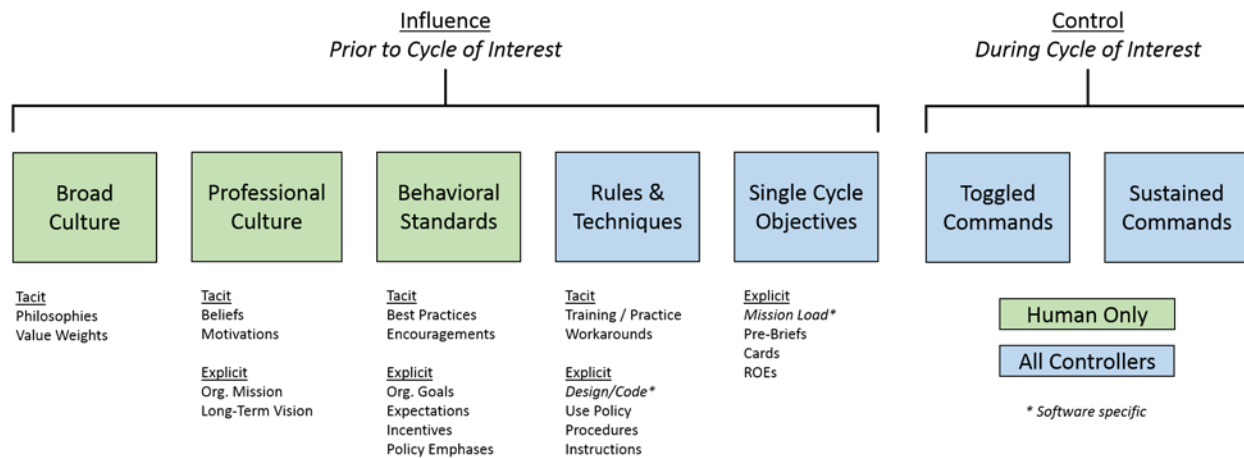 Influence
Prior to Cycle of Interest
Control
During Cycle of Interest
Broad
Culture
Professional
Culture
Behavioral
Standards
Rules &
Techniques
Single Cycle
Objectives
Toggled
Commands
Sustained
Commands
Tacit
Philosophies
Value Weights
Tacit
Beliefs
Motivations
Explicit
Org. Mission
Long-Term Vision
Tacit
Best Practices
Encouragements
Explicit
Org. Goals
Expectations
Incentives
Policy Emphases
Tacit
Training / Practice
Workarounds
Explicit
Design/Code*
Use Policy
Procedures
Instructions
Explicit
Mission Load*
Pre-Briefs
Cards
ROEs
Human Only
All Controllers
* Software specific